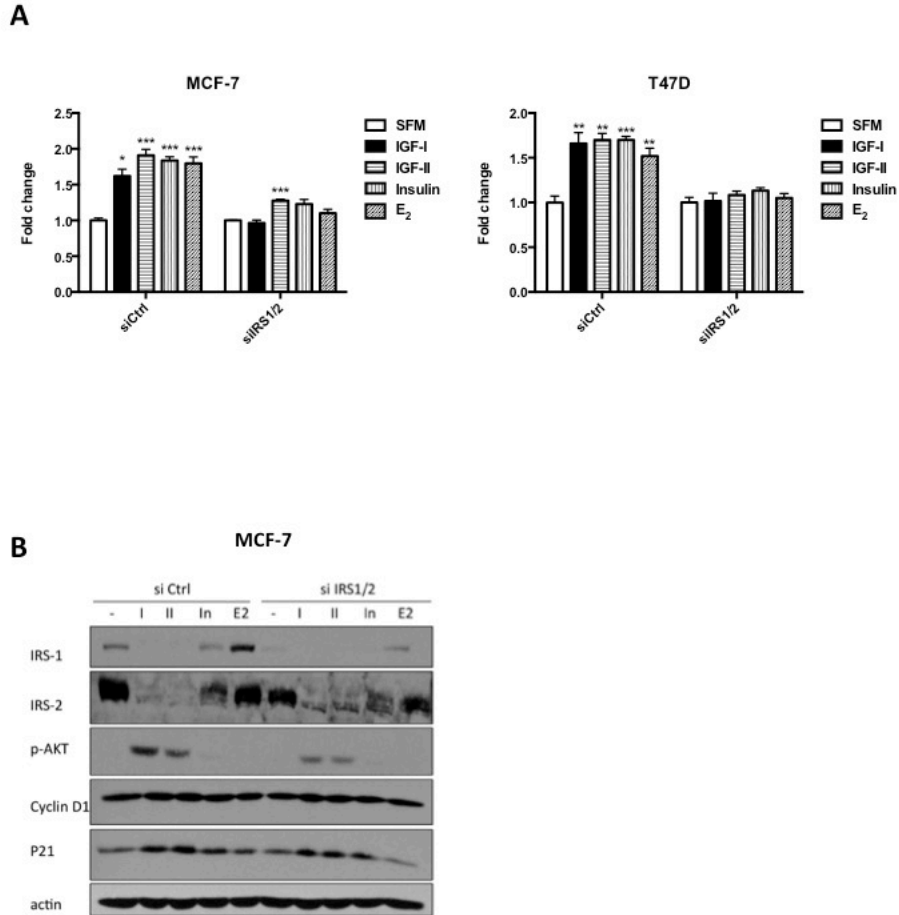 A
MCF-7
Fold change
2.5
2.0
1.5
1.0
0.5
0.0
* *** *** ***
***
siCtrl
siIRS1/2
SFM
IGF-I
IGF-II
Insulin
E2
T47D
Fold change
2.0
1.5
1.0
0.5
0.0
** ** *** **
siCtrl
siIRS1/2
SFM
IGF-I
IGF-II
Insulin
E2
B
MCF-7
si Ctrl si IRS1/2
- I II In E2 - I II In E2
IRS-1
IRS-2
p-AKT
Cyclin D1
P21
actin